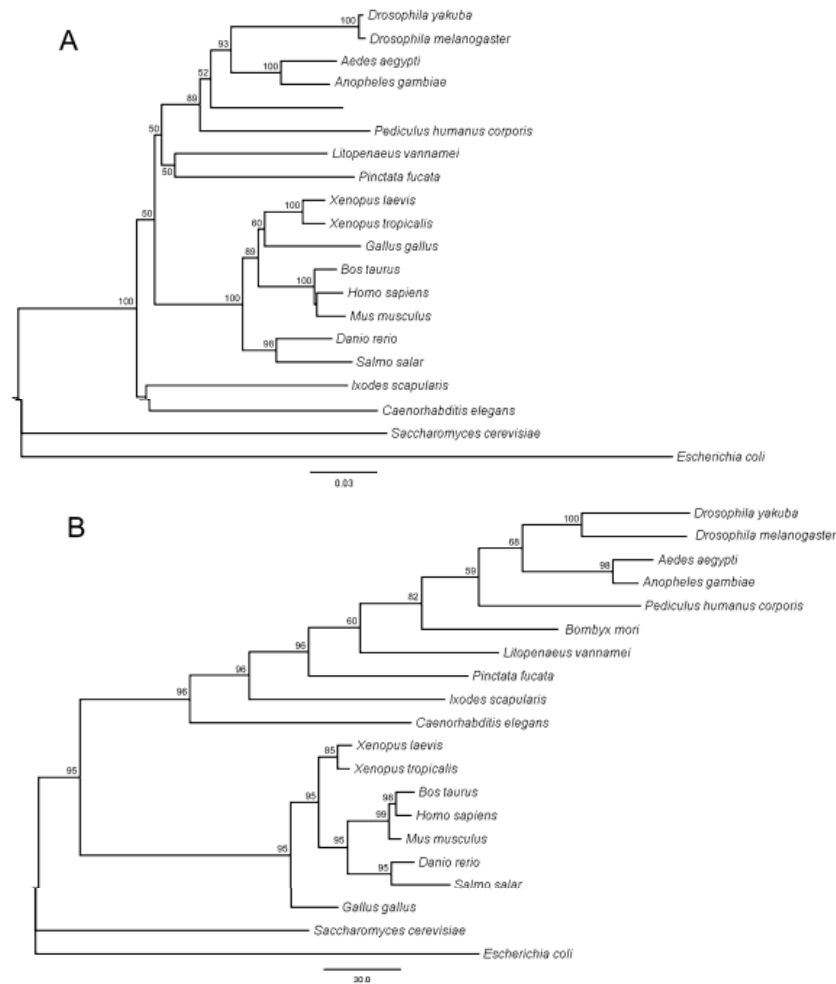 A
100
Drosophila yakuba
93
Drosophila melanogaster
52
Aedes aegypti
100
Anopheles gambiae
89
Pediculus humanus corporis
50
Litopenaeus vannamei
50
Pinctata fucata
Xenopus laevis
100
60
Xenopus tropicalis
50
Gallus gallus
89
Bos taurus
100
Homo sapiens
100
100
Mus musculus
Danio rerio
98
Salmo salar
Ixodes scapularis
Caenorhabditis elegans
Saccharomyces cerevisiae
Escherichia coli
0.03
B
Drosophila yakuba
100
Drosophila melanogaster
68
Aedes aegypti
98
59
Anopheles gambiae
82
Pediculus humanus corporis
60
Bombyx mori
96
Litopenaeus vannamei
96
Pinctata fucata
96
Ixodes scapularis
Caenorhabditis elegans
Xenopus laevis
85
95
Xenopus tropicalis
95
Bos taurus
98
Homo sapiens
99
Mus musculus
95
95
Danio rerio
95
Salmo salar
Gallus gallus
Saccharomyces cerevisiae
Escherichia coli
30.0